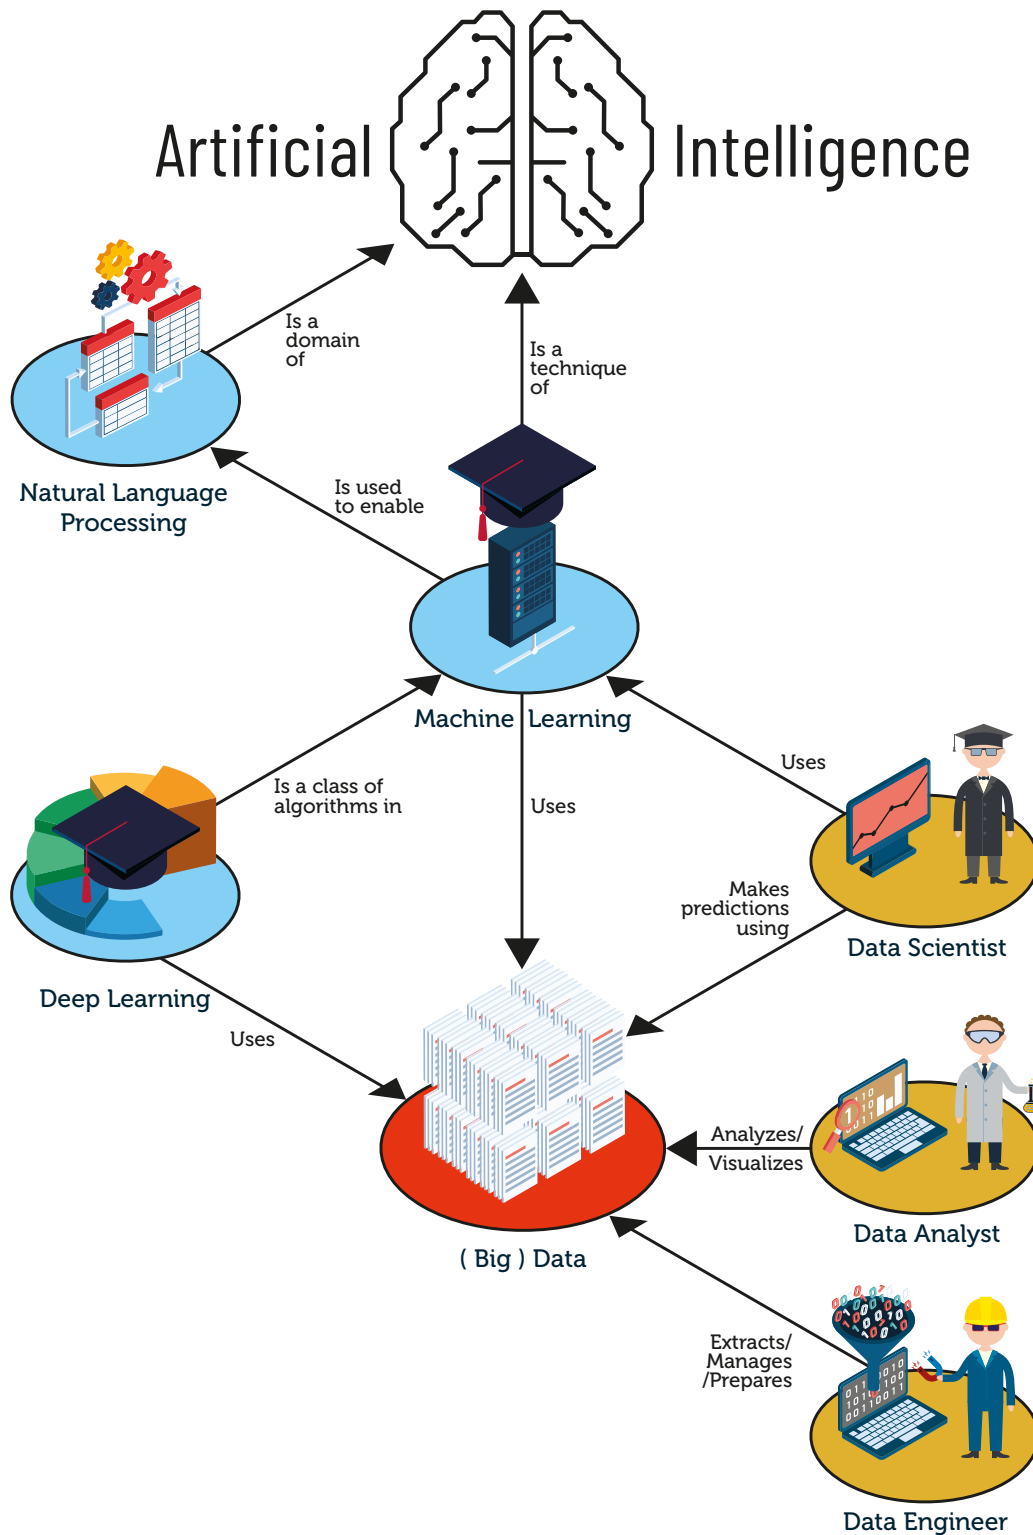 Artificial Intelligence
Is a
domain
of
Is a
technique
of
Natural Language
Processing
Is used
to enable
Machine Learning
Is a class of
algorithms in
Uses
Uses
Deep Learning
Makes
predictions
using
Data Scientist
Uses
Analyzes/
Visualizes
Data Analyst
( Big ) Data
Extracts/
Manages
/Prepares
Data Engineer